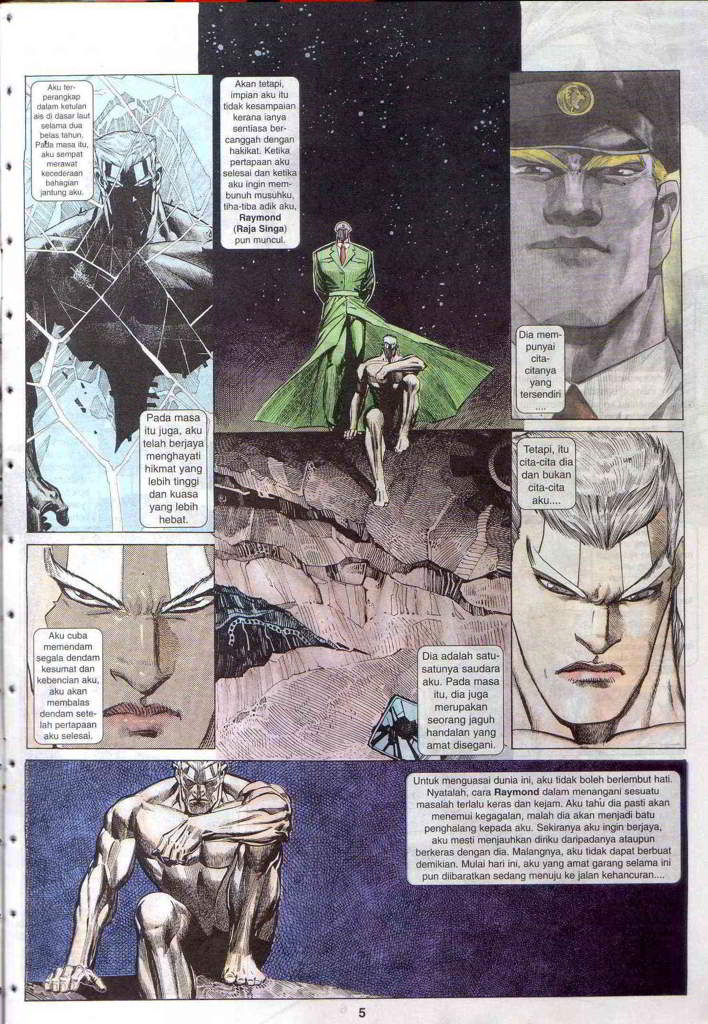 Aku ter-
perangkap
dalam ketulan
ais di dasar laut
selama dua
belas tahun.
Pada masa itu,
aku sempat
merawat
kecederaan
bahagian
jantung aku.
Pada masa
itu juga, aku
telah berjaya
menghayati
hikmat yang
lebih tinggi
dan kuasa
yang lebih
hebat.
Aku cuba
memendam
segala dendam
kesumat dan
kebencian aku,
aku akan
membalas
dendam sete-
lah pertapaan
aku selesai.
Akan tetapi,
impian aku itu
tidak kesampaian
kerana ianya
sentiasa ber-
canggah dengan
hakikat. Ketika
pertapaan aku
selesai dan ketika
aku ingin mem-
bunuh musuhku,
tiha-tiba adik aku,
Raymond
(Raja Singa)
pun muncul.
Dia mem-
punyai
cita-
citanya
yang
tersendiri
....
Tetapi, itu
cita-cita dia
dan bukan
cita-cita
aku....
Dia adalah satu-
satunya saudara
aku. Pada masa
itu, dia juga
merupakan
seorang jaguh
handalan yang
amat disegani.
Untuk menguasai dunia ini, aku tidak boleh berlembut hati.
Nyatalah, cara Raymond dalam menangani sesuatu
masalah terlalu keras dan kejam. Aku tahu dia pasti akan
menemui kegagalan, malah dia akan menjadi batu
penghalang kepada aku. Sekiranya aku ingin berjaya,
aku mesti menjauhkan diriku daripadanya ataupun
berkeras dengan dia. Malangnya, aku tidak dapat berbuat
demikian. Mulai hari ini, aku yang amat garang selama ini
pun diibaratkan sedang menuju ke jalan kehancuran....
5